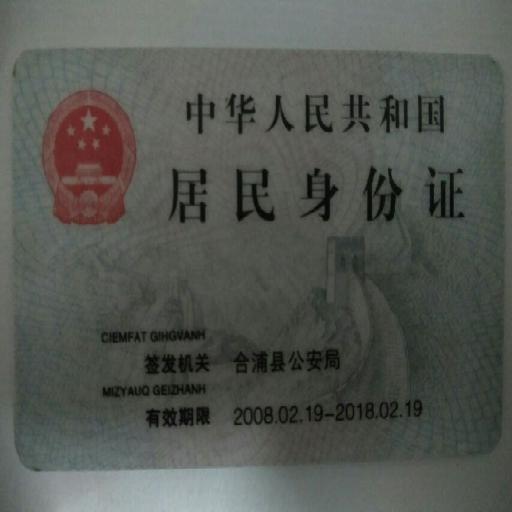 中华人民共和国
居民身份证
CIEMFAT GIHGVANH
签发机关 合浦县公安局
MIZYAUQ GEIZHANH
有效期限 2008.02.19-2018.02.19